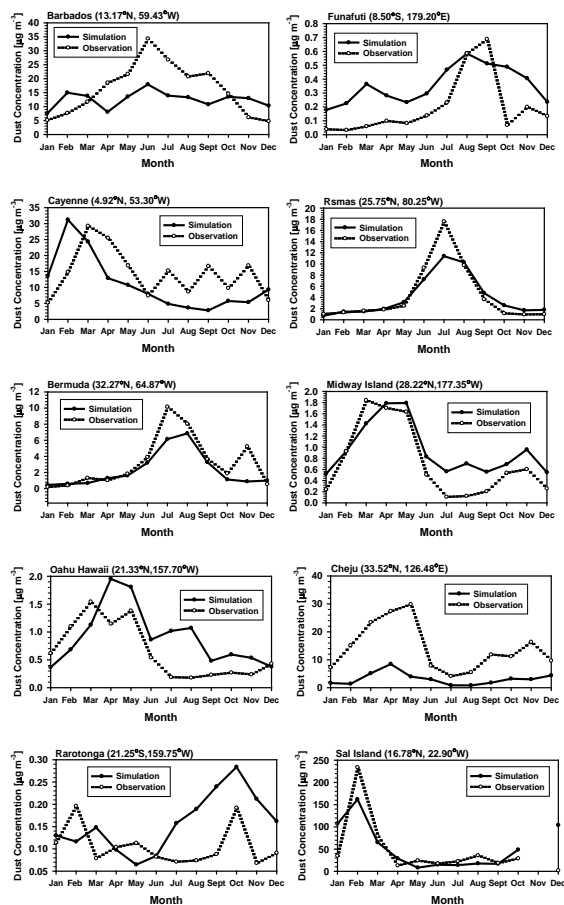 Barbados (13.17°N, 59.43°W)
Dust Concentration [µg m⁻³]
40
35
30
25
20
15
10
5
0
Simulation
Observation
Jan Feb Mar Apr May Jun Jul Aug Sept Oct Nov Dec
Month
Funafuti (8.50°S, 179.20°E)
Dust Concentration [µg m⁻³]
0.8
0.7
0.6
0.5
0.4
0.3
0.2
0.1
0.0
Simulation
Observation
Jan Feb Mar Apr May Jun Jul Aug Sept Oct Nov Dec
Month
Cayenne (4.92°N, 53.30°W)
Dust Concentration [µg m⁻³]
35
30
25
20
15
10
5
0
Simulation
Observation
Jan Feb Mar Apr May Jun Jul Aug Sept Oct Nov Dec
Month
Rsmas (25.75°N, 80.25°W)
Dust Concentration [µg m⁻³]
20
18
16
14
12
10
8
6
4
2
0
Simulation
Observation
Jan Feb Mar Apr May Jun Jul Aug Sept Oct Nov Dec
Month
Bermuda (32.27°N, 64.87°W)
Dust Concentration [µg m⁻³]
12
10
8
6
4
2
0
Simulation
Observation
Jan Feb Mar Apr May Jun Jul Aug Sept Oct Nov Dec
Month
Midway Island (28.22°N,177.35°W)
Dust Concentration [µg m⁻³]
2.0
1.8
1.6
1.4
1.2
1.0
0.8
0.6
0.4
0.2
0.0
Simulation
Observation
Jan Feb Mar Apr May Jun Jul Aug Sept Oct Nov Dec
Month
Oahu Hawaii (21.33°N,157.70°W)
Dust Concentration [µg m⁻³]
2.0
1.5
1.0
0.5
0.0
Simulation
Observation
Jan Feb Mar Apr May Jun Jul Aug Sept Oct Nov Dec
Month
Cheju (33.52°N, 126.48°E)
Dust Concentration [µg m⁻³]
40
30
20
10
0
Simulation
Observation
Jan Feb Mar Apr May Jun Jul Aug Sept Oct Nov Dec
Month
Rarotonga (21.25°S,159.75°W)
Dust Concentration [µg m⁻³]
0.30
0.25
0.20
0.15
0.10
0.05
Simulation
Observation
Jan Feb Mar Apr May Jun Jul Aug Sept Oct Nov Dec
Month
Sal Island (16.78°N, 22.90°W)
Dust Concentration [µg m⁻³]
250
200
150
100
50
0
Simulation
Observation
Jan Feb Mar Apr May Jun Jul Aug Sept Oct Nov Dec
Month